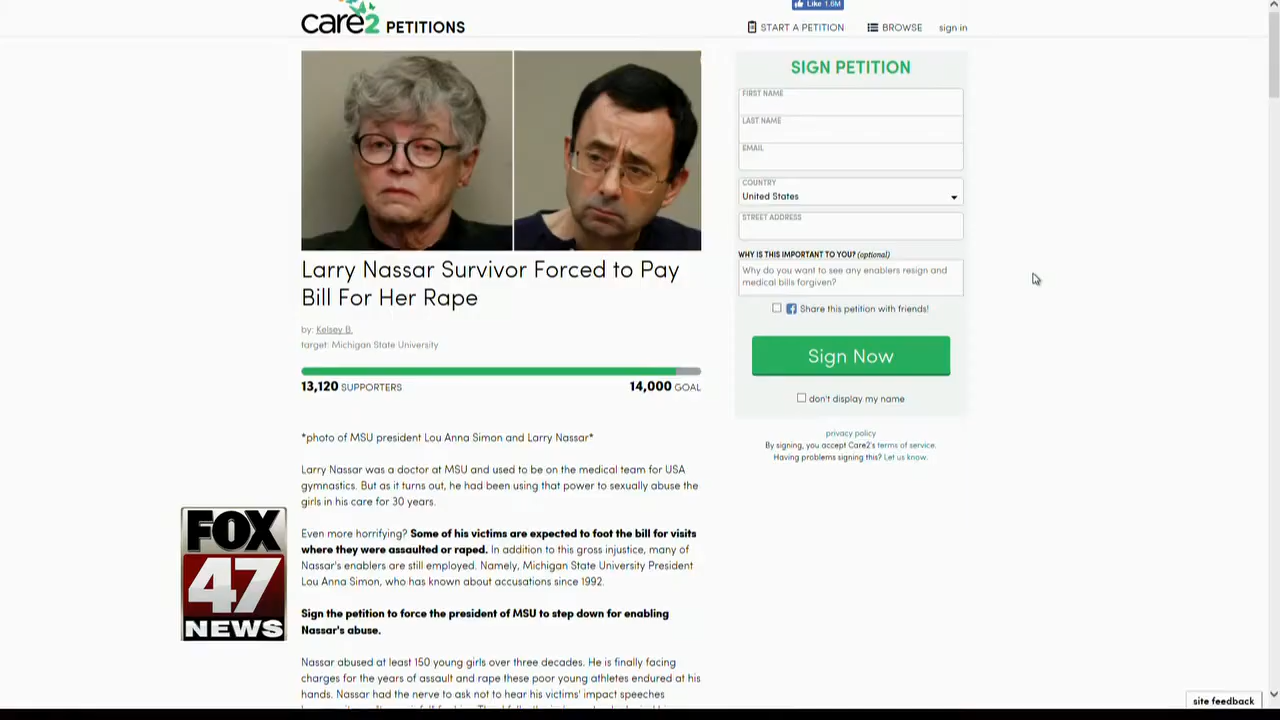 Like 1.6M
care2 PETITIONS
START A PETITION
BROWSE
sign in
SIGN PETITION
FIRST NAME
LAST NAME
EMAIL
COUNTRY
United States
STREET ADDRESS
WHY IS THIS IMPORTANT TO YOU? (optional)
Why do you want to see any enablers resign and
medical bills forgiven?
Share this petition with friends!
Sign Now
don't display my name
privacy policy
By signing, you accept Care2's terms of service.
Having problems signing this? Let us know.
Larry Nassar Survivor Forced to Pay
Bill For Her Rape
by: Kelsey B.
target: Michigan State University
13,120 SUPPORTERS
14,000 GOAL
*photo of MSU president Lou Anna Simon and Larry Nassar*
Larry Nassar was a doctor at MSU and used to be on the medical team for USA
gymnastics. But as it turns out, he had been using that power to sexually abuse the
girls in his care for 30 years.
Even more horrifying? Some of his victims are expected to foot the bill for visits
where they were assaulted or raped. In addition to this gross injustice, many of
Nassar's enablers are still employed. Namely, Michigan State University President
Lou Anna Simon, who has known about accusations since 1992.
Sign the petition to force the president of MSU to step down for enabling
Nassar's abuse.
Nassar abused at least 150 young girls over three decades. He is finally facing
charges for the years of assault and rape these poor young athletes endured at his
hands. Nassar had the nerve to ask not to hear his victims' impact speeches
FOX
47
NEWS
site feedback